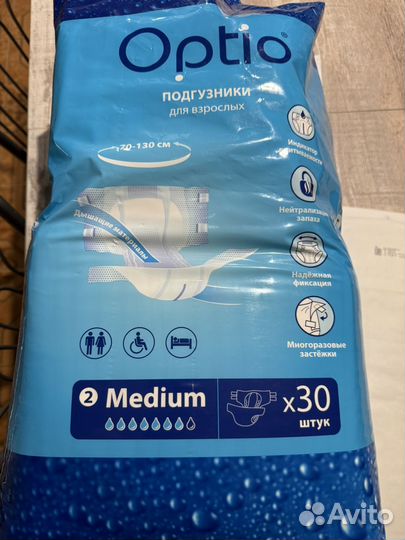 Optio®
ПОДГУЗНИКИ
для взрослых
70-130 см
Индикатор
впитываемости
Дышащие материалы
Нейтрализация
запаха
Надёжная
фиксация
Многоразовые
застёжки
2 Medium
x30
штук
Avito